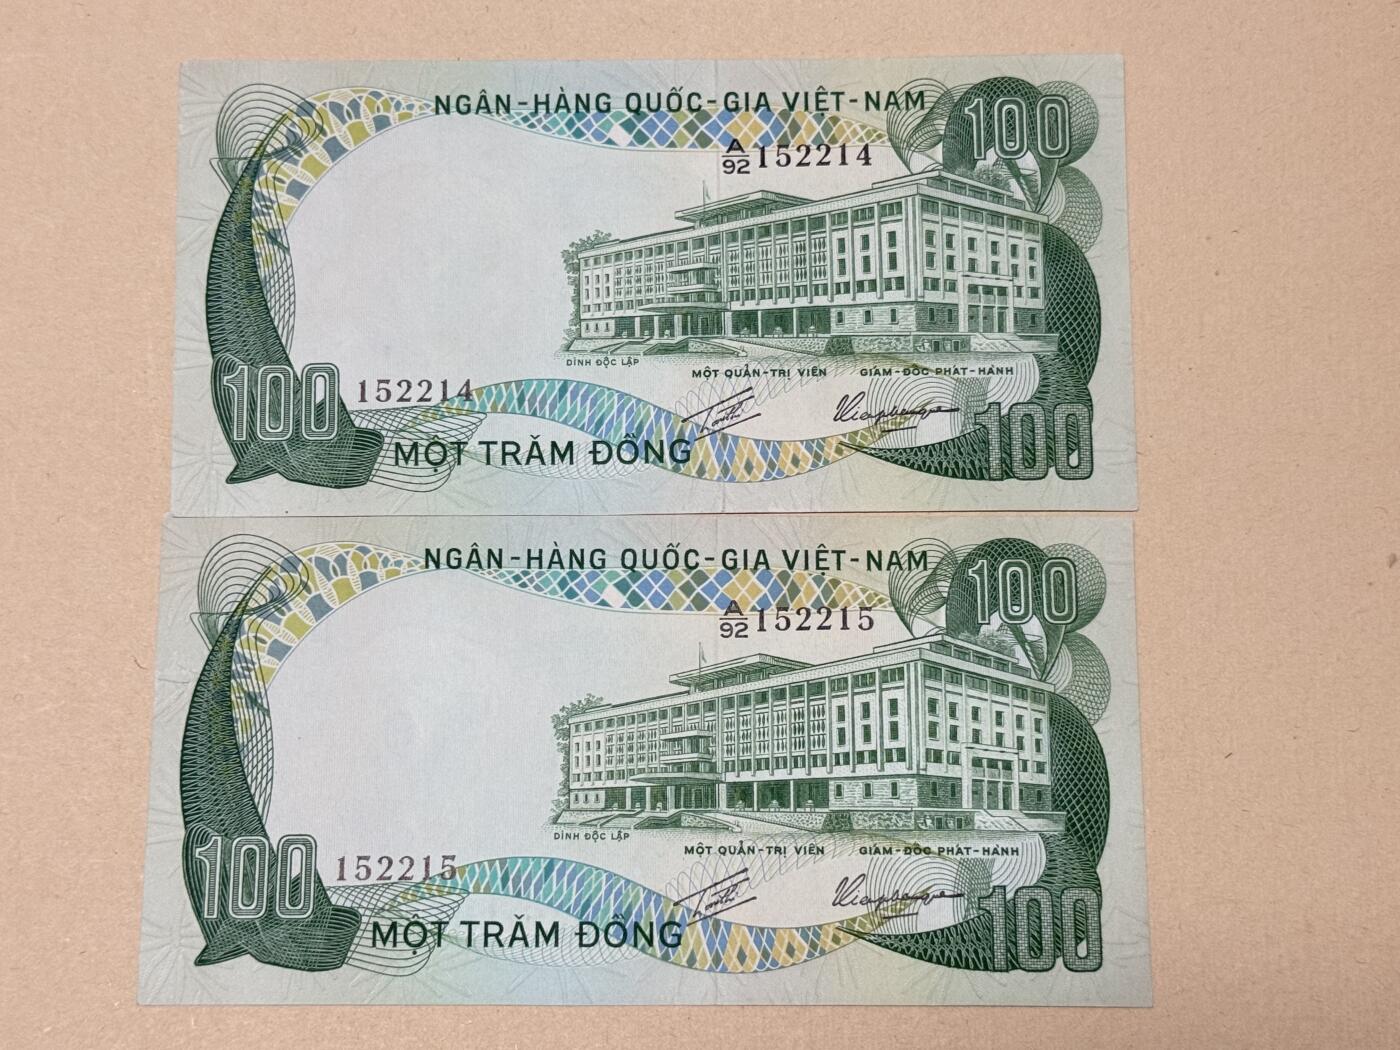 NGÂN-HÀNG QUỐC-GIA VIỆT-NAM
100
A/92 152214
DINH ĐỘC LẬP
MỘT QUẢN-TRỊ VIÊN GIÁM-ĐỐC PHÁT-HÀNH
100 152214
100
MỘT TRĂM ĐỒNG
NGÂN-HÀNG QUỐC-GIA VIỆT-NAM
100
A/92 152215
DINH ĐỘC LẬP
MỘT QUẢN-TRỊ VIÊN GIÁM-ĐỐC PHÁT-HÀNH
100 152215
100
MỘT TRĂM ĐỒNG